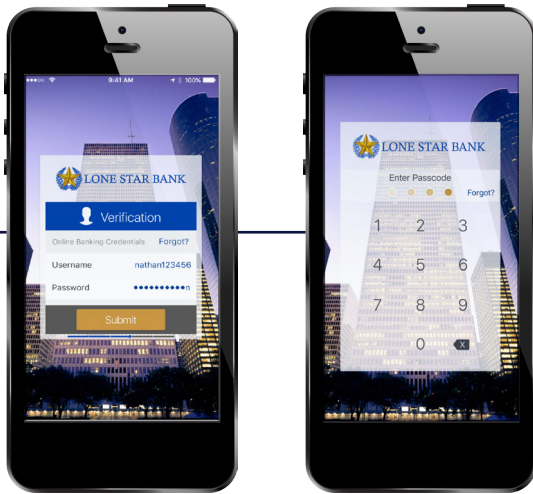 9:41 AM
100%
LONE STAR BANK
Verification
Online Banking Credentials Forgot?
Username nathan123456
Password ●●●●●●●●●●n
Submit
LONE STAR BANK
Enter Passcode
Forgot?
1 2 3
4 5 6
7 8 9
0 X